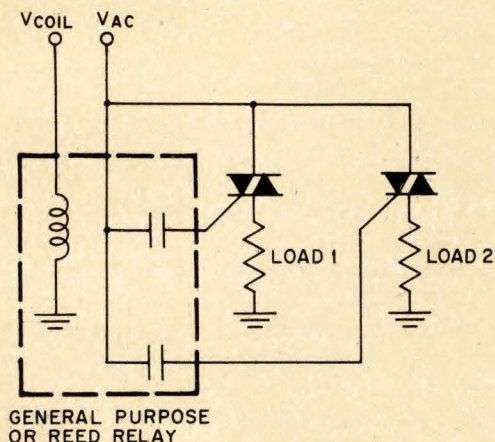 VCOIL VAC
LOAD 1
LOAD 2
GENERAL PURPOSE
OR REED RELAY